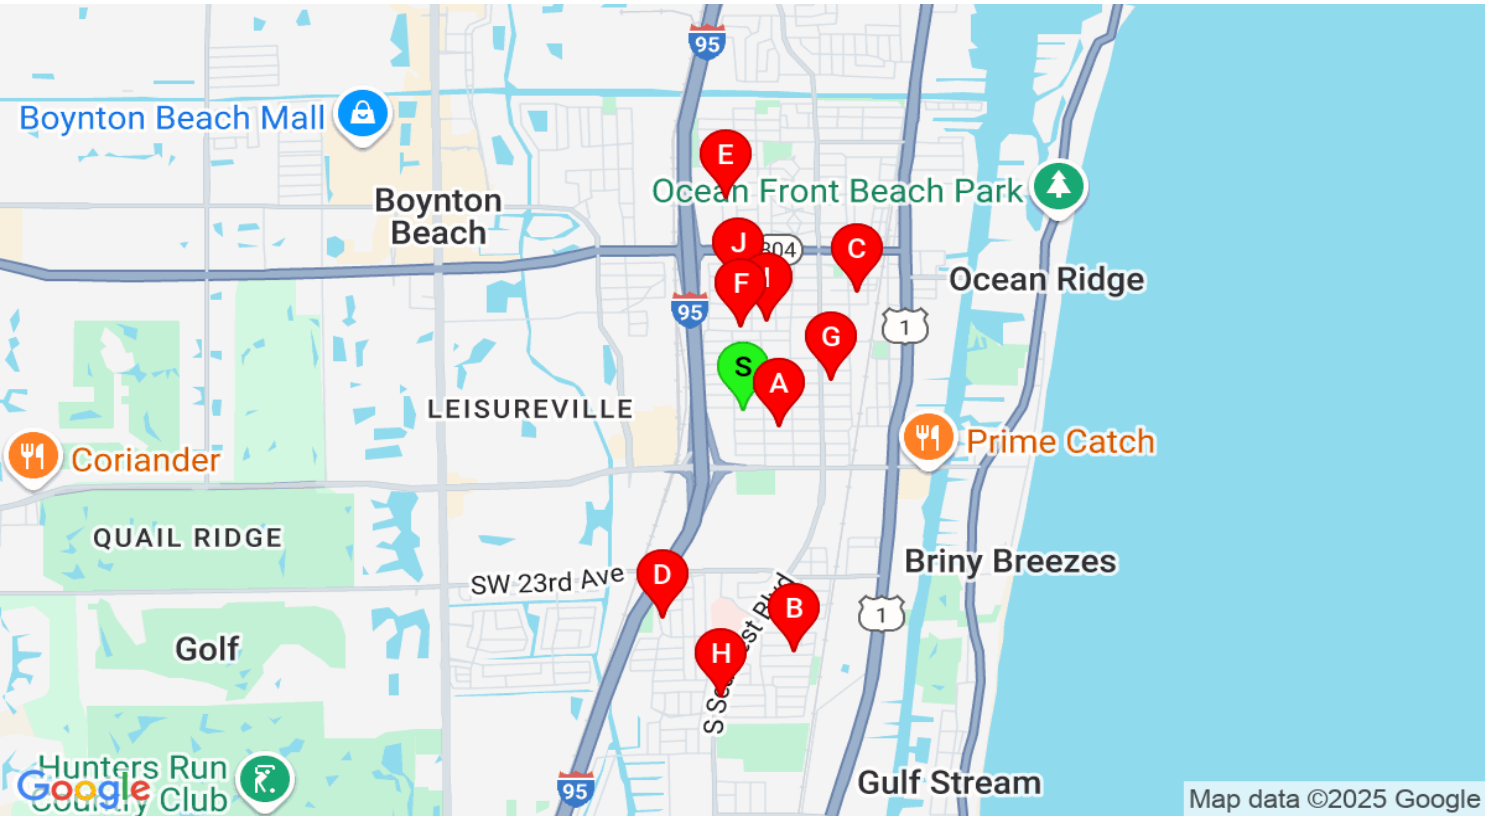 95
Boynton Beach Mall
E
Ocean Front Beach Park
Boynton
Beach
J
804
C
Ocean Ridge
F
I
95
1
G
S
A
LEISUREVILLE
Coriander
Prime Catch
QUAIL RIDGE
SW 23rd Ave
D
Briny Breezes
B
1
Golf
H
S Seacrest Blvd
Hunters Run
Country Club
Google
95
Gulf Stream
Map data ©2025 Google